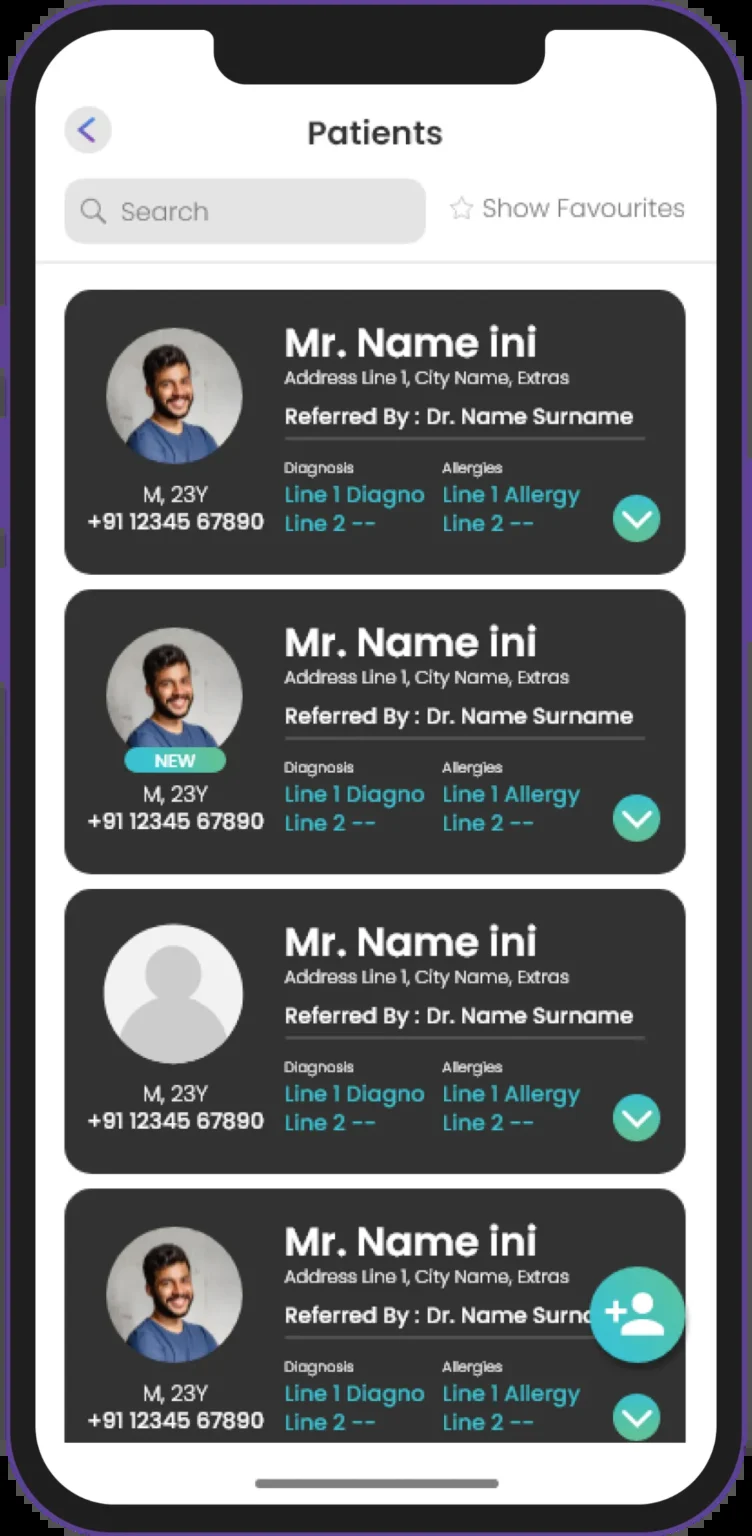 Patients
Search
Show Favourites
Mr. Name ini
Address Line 1, City Name, Extras
Referred By : Dr. Name Surname
Diagnosis Allergies
M, 23Y Line 1 Diagno Line 1 Allergy
+91 12345 67890 Line 2 -- Line 2 --
Mr. Name ini
Address Line 1, City Name, Extras
Referred By : Dr. Name Surname
NEW
Diagnosis Allergies
M, 23Y Line 1 Diagno Line 1 Allergy
+91 12345 67890 Line 2 -- Line 2 --
Mr. Name ini
Address Line 1, City Name, Extras
Referred By : Dr. Name Surname
Diagnosis Allergies
M, 23Y Line 1 Diagno Line 1 Allergy
+91 12345 67890 Line 2 -- Line 2 --
Mr. Name ini
Address Line 1, City Name, Extras
Referred By : Dr. Name Surn
Diagnosis Allergies
M, 23Y Line 1 Diagno Line 1 Allergy
+91 12345 67890 Line 2 -- Line 2 --